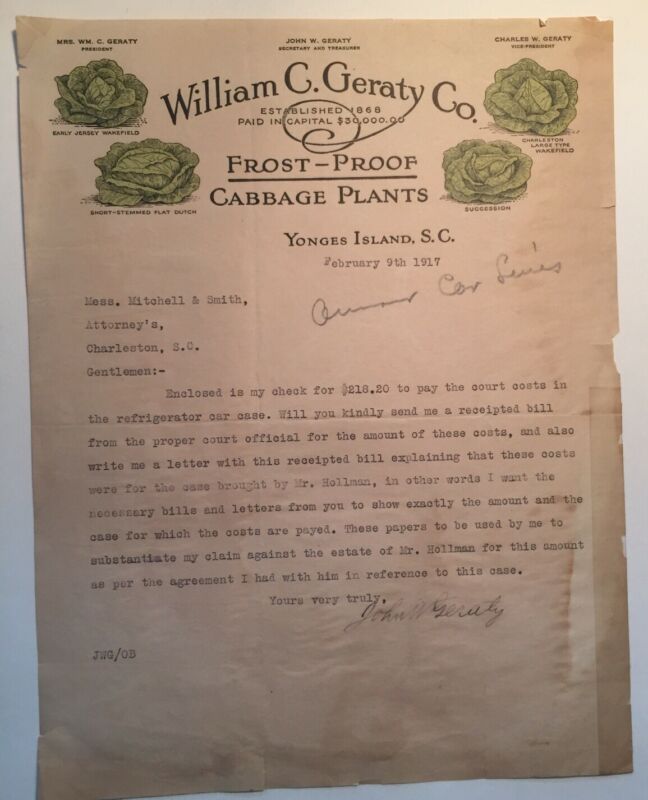 MRS. WM. C. GERATY
PRESIDENT
JOHN W. GERATY
SECRETARY AND TREASURER
CHARLES W. GERATY
VICE-PRESIDENT
William C. Geraty Co.
ESTABLISHED 1868
PAID IN CAPITAL $30,000.00
EARLY JERSEY WAKEFIELD
CHARLESTON
LARGE TYPE
WAKEFIELD
FROST-PROOF
CABBAGE PLANTS
SHORT-STEMMED FLAT DUTCH
SUCCESSION
YONGES ISLAND, S.C.
February 9th 1917
Car
Mess. Mitchell & Smith,
Attorney's,
Charleston, S.C.
Gentlemen:-
Enclosed is my check for $218.20 to pay the court costs in
the refrigerator car case. Will you kindly send me a receipted bill
from the proper court official for the amount of these costs, and also
write me a letter with this receipted bill explaining that these costs
were for the case brought by Mr. Hollman, in other words I want the
necessary bills and letters from you to show exactly the amount and the
case for which the costs are payed. These papers to be used by me to
substantiate my claim against the estate of Mr. Hollman for this amount
as per the agreement I had with him in reference to this case.
Yours very truly,
John W Geraty
JWG/OB